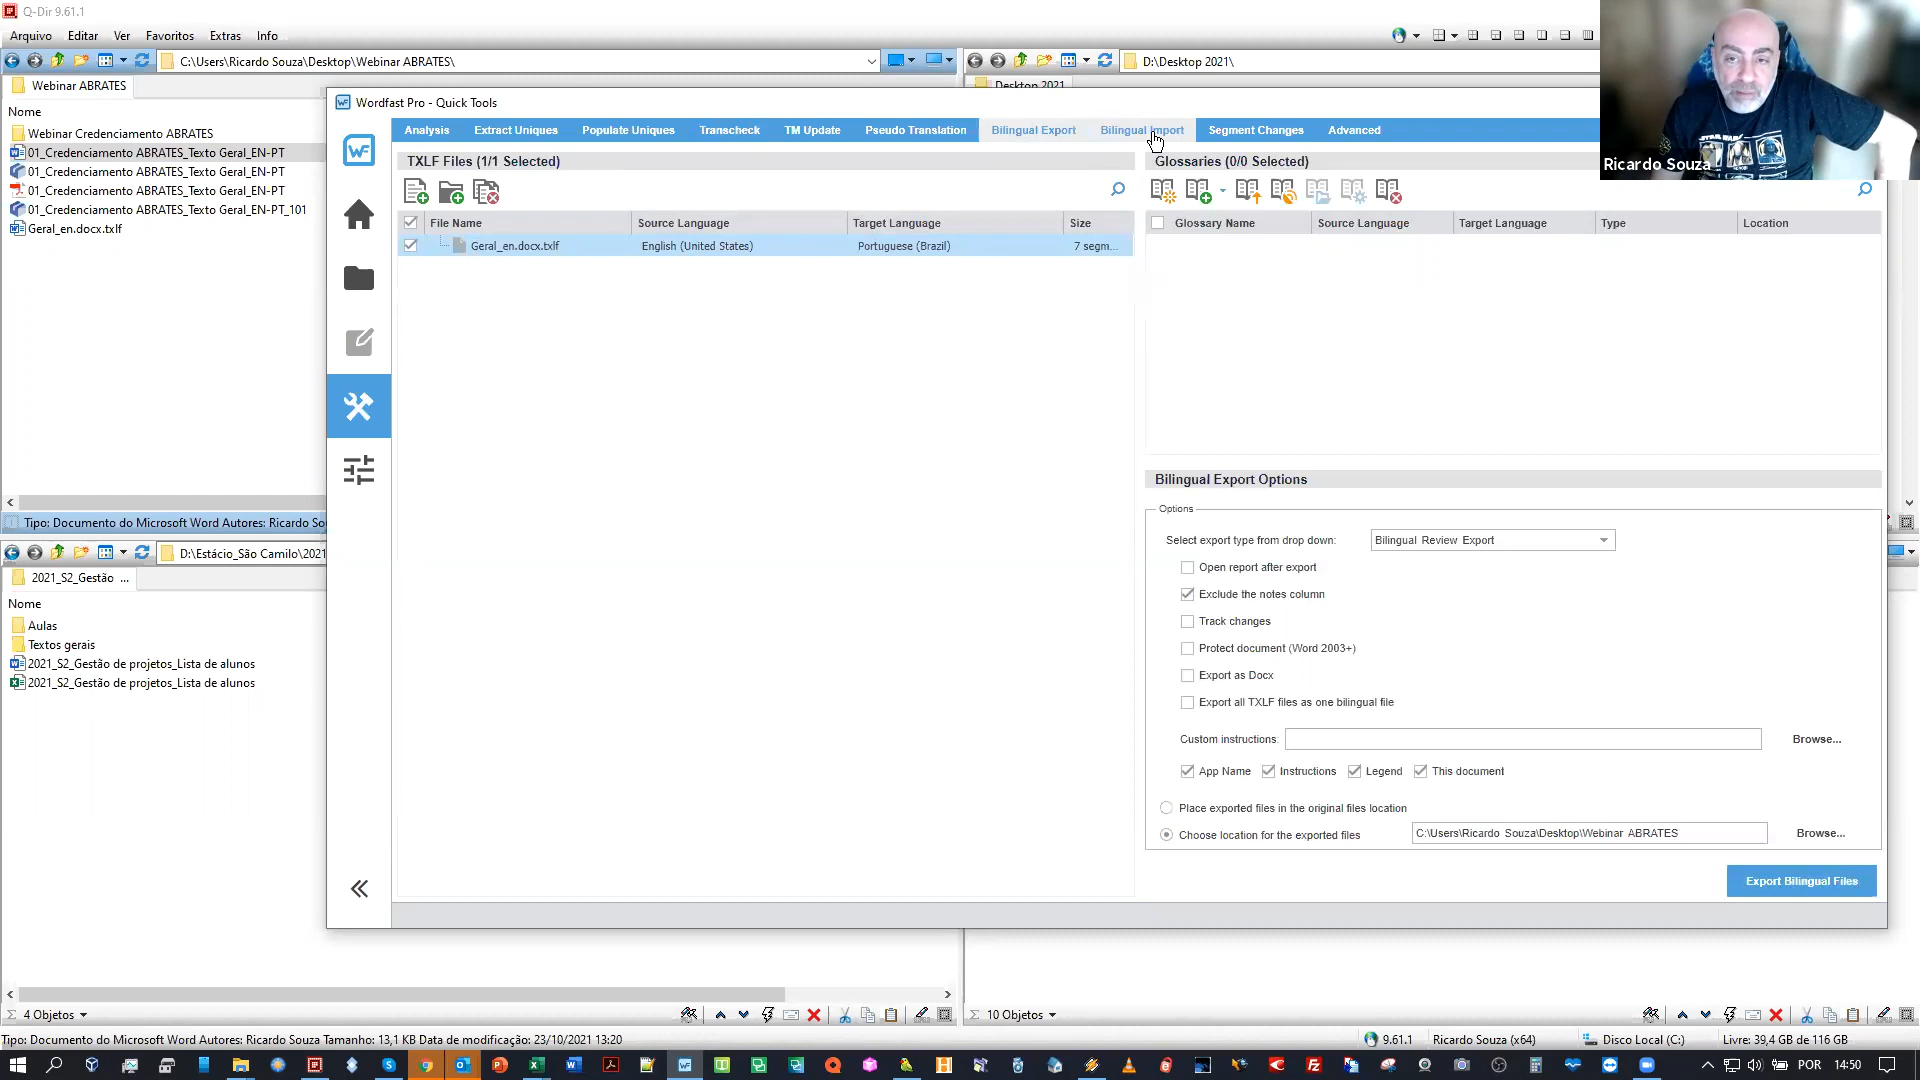 Q-Dir 9.61.1
Arquivo Editar Ver Favoritos Extras Info
C:\Users\Ricardo Souza\Desktop\Webinar ABRATES\
D:\Desktop 2021\
Webinar ABRATES
Desktop 2021
Nome
Webinar Credenciamento ABRATES
01_Credenciamento ABRATES_Texto Geral_EN-PT
01_Credenciamento ABRATES_Texto Geral_EN-PT
01_Credenciamento ABRATES_Texto Geral_EN-PT
01_Credenciamento ABRATES_Texto Geral_EN-PT_101
Geral_en.docx.txlf
Tipo: Documento do Microsoft Word Autores: Ricardo Sou
D:\Estácio_São Camilo\2021
2021_S2_Gestão ...
Nome
Aulas
Textos gerais
2021_S2_Gestão de projetos_Lista de alunos
2021_S2_Gestão de projetos_Lista de alunos
Wordfast Pro - Quick Tools
Analysis Extract Uniques Populate Uniques Transcheck TM Update Pseudo Translation Bilingual Export Bilingual Import Segment Changes Advanced
TXLF Files (1/1 Selected)
File Name Source Language Target Language Size
Geral_en.docx.txlf English (United States) Portuguese (Brazil) 7 segm...
Glossaries (0/0 Selected)
Glossary Name Source Language Target Language Type Location
Bilingual Export Options
Options
Select export type from drop down: Bilingual Review Export
Open report after export
Exclude the notes column
Track changes
Protect document (Word 2003+)
Export as Docx
Export all TXLF files as one bilingual file
Custom instructions: Browse...
App Name Instructions Legend This document
Place exported files in the original files location
Choose location for the exported files C:\Users\Ricardo Souza\Desktop\Webinar ABRATES Browse...
Export Bilingual Files
Ricardo Souza
STAR WARS
4 Objetos
10 Objetos
Tipo: Documento do Microsoft Word Autores: Ricardo Souza Tamanho: 13,1 KB Data de modificação: 23/10/2021 13:20
9.61.1 Ricardo Souza (x64) Disco Local (C:) Livre: 39,4 GB de 116 GB
POR 14:50